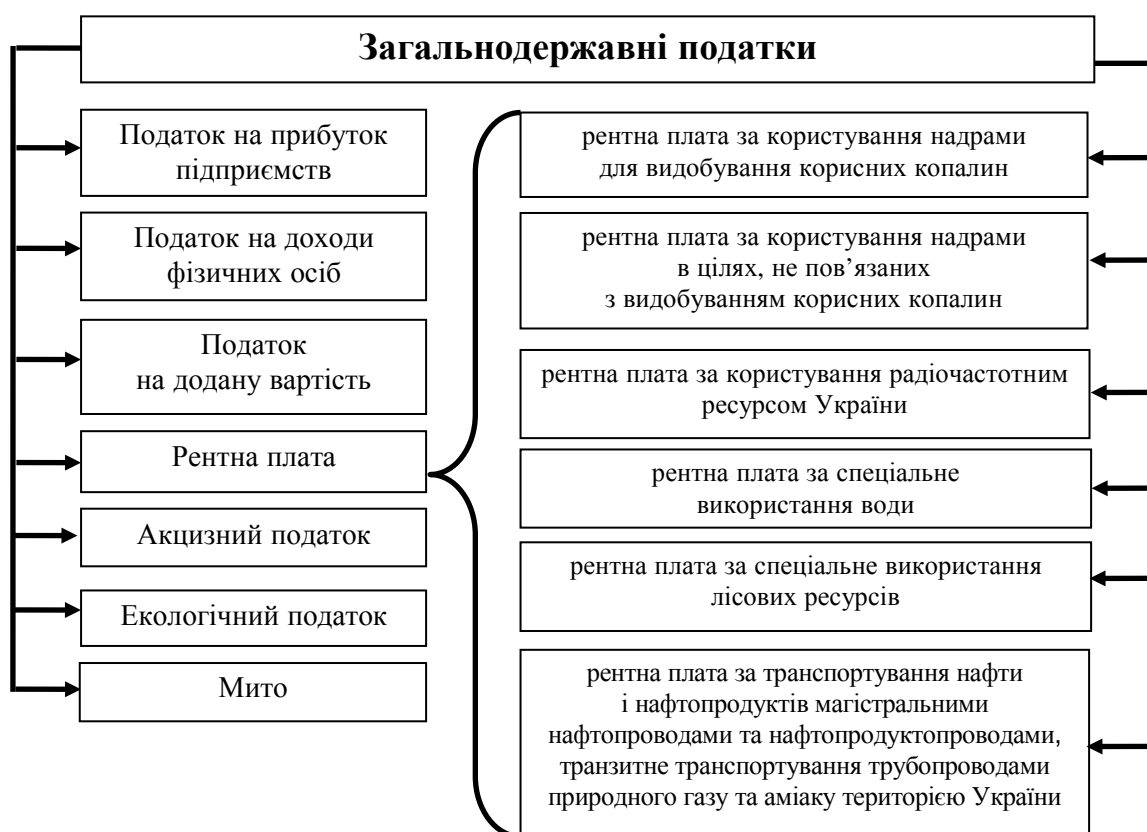 Загальнодержавні податки
Податок на прибуток
підприємств
Податок на доходи
фізичних осіб
Податок
на додану вартість
Рентна плата
Акцизний податок
Екологічний податок
Мито
рентна плата за користування надрами
для видобування корисних копалин
рентна плата за користування надрами
в цілях, не пов’язаних
з видобуванням корисних копалин
рентна плата за користування радіочастотним
ресурсом України
рентна плата за спеціальне
використання води
рентна плата за спеціальне використання
лісових ресурсів
рентна плата за транспортування нафти
і нафтопродуктів магістральними
нафтопроводами та нафтопродуктопроводами,
транзитне транспортування трубопроводами
природного газу та аміаку територією України